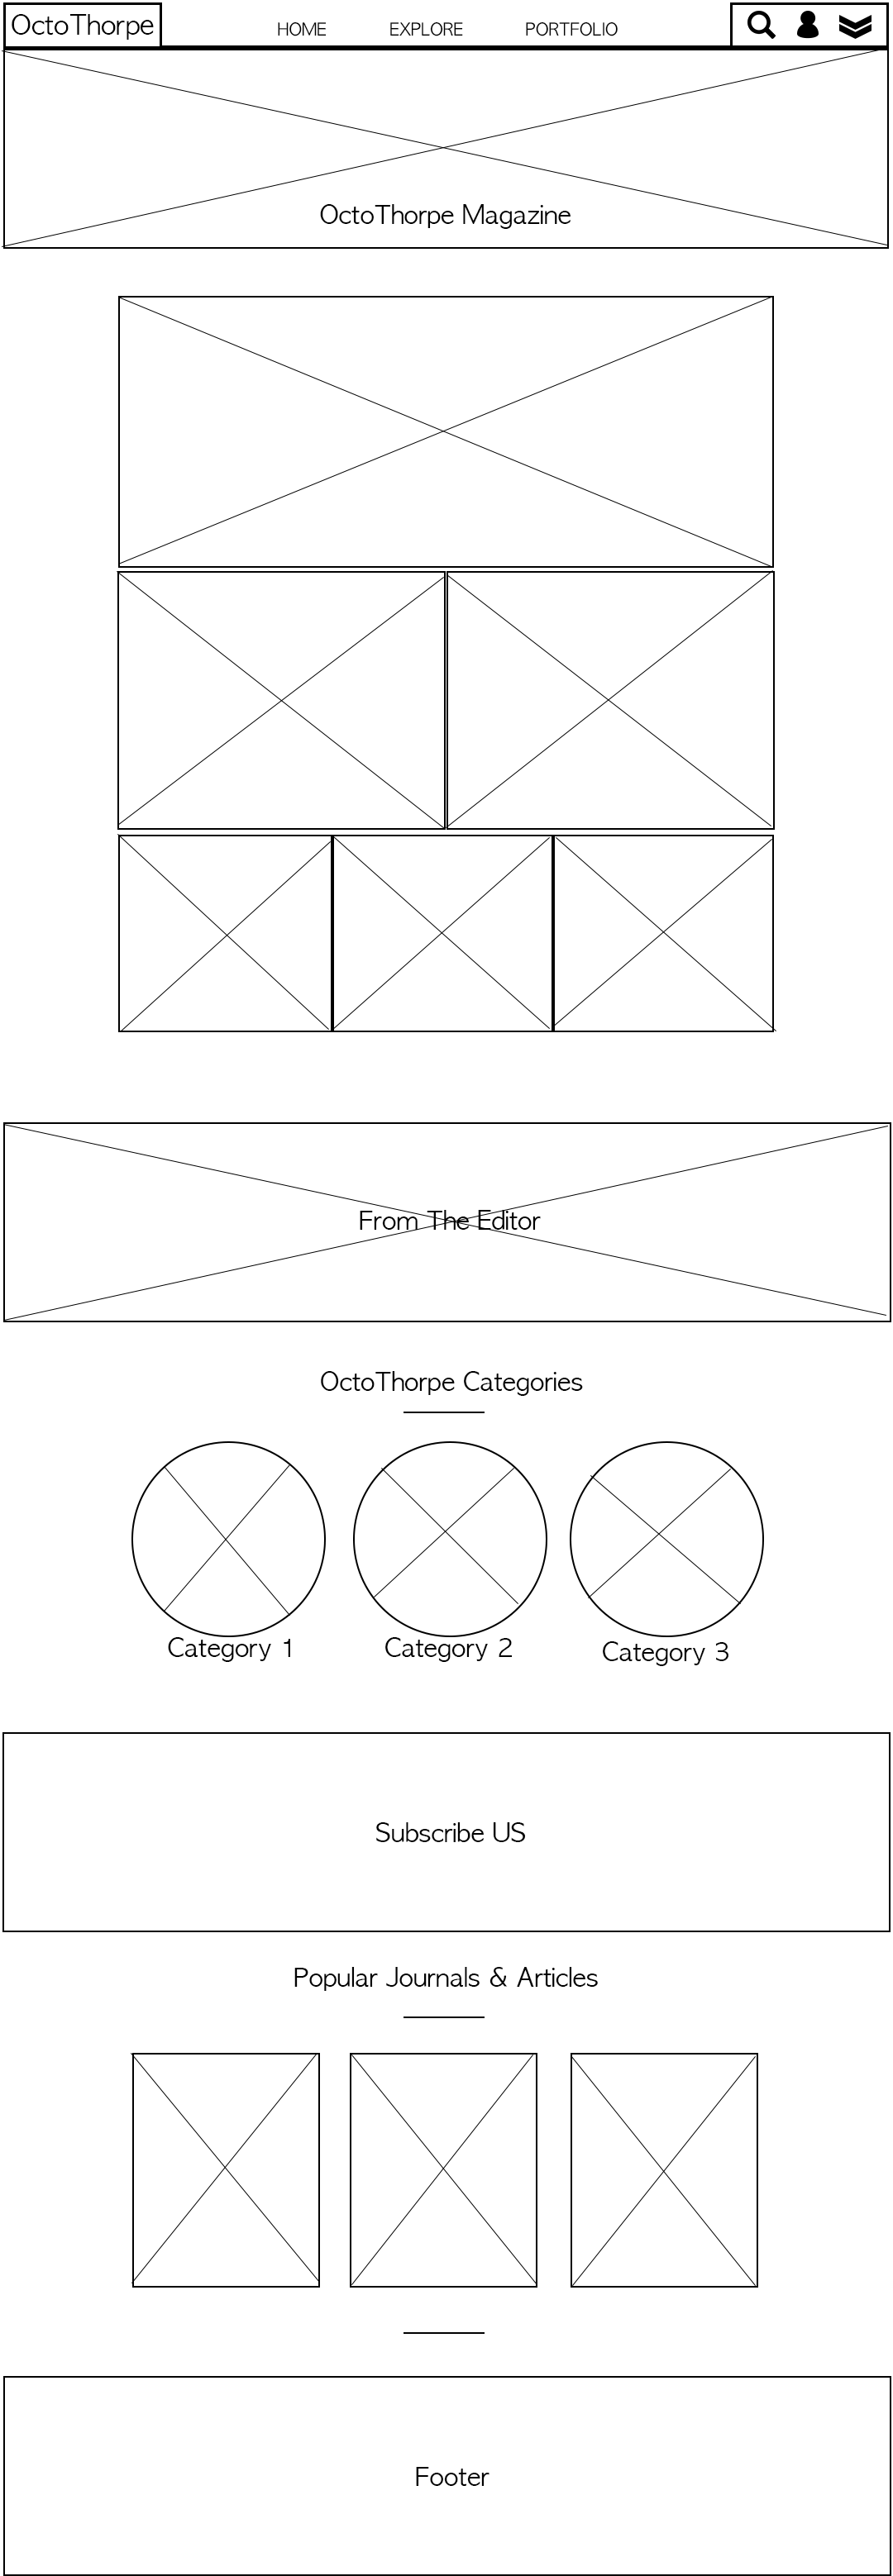 OctoThorpe
HOME EXPLORE PORTFOLIO
OctoThorpe Magazine
From The Editor
OctoThorpe Categories
Category 1 Category 2 Category 3
Subscribe US
Popular Journals & Articles
Footer